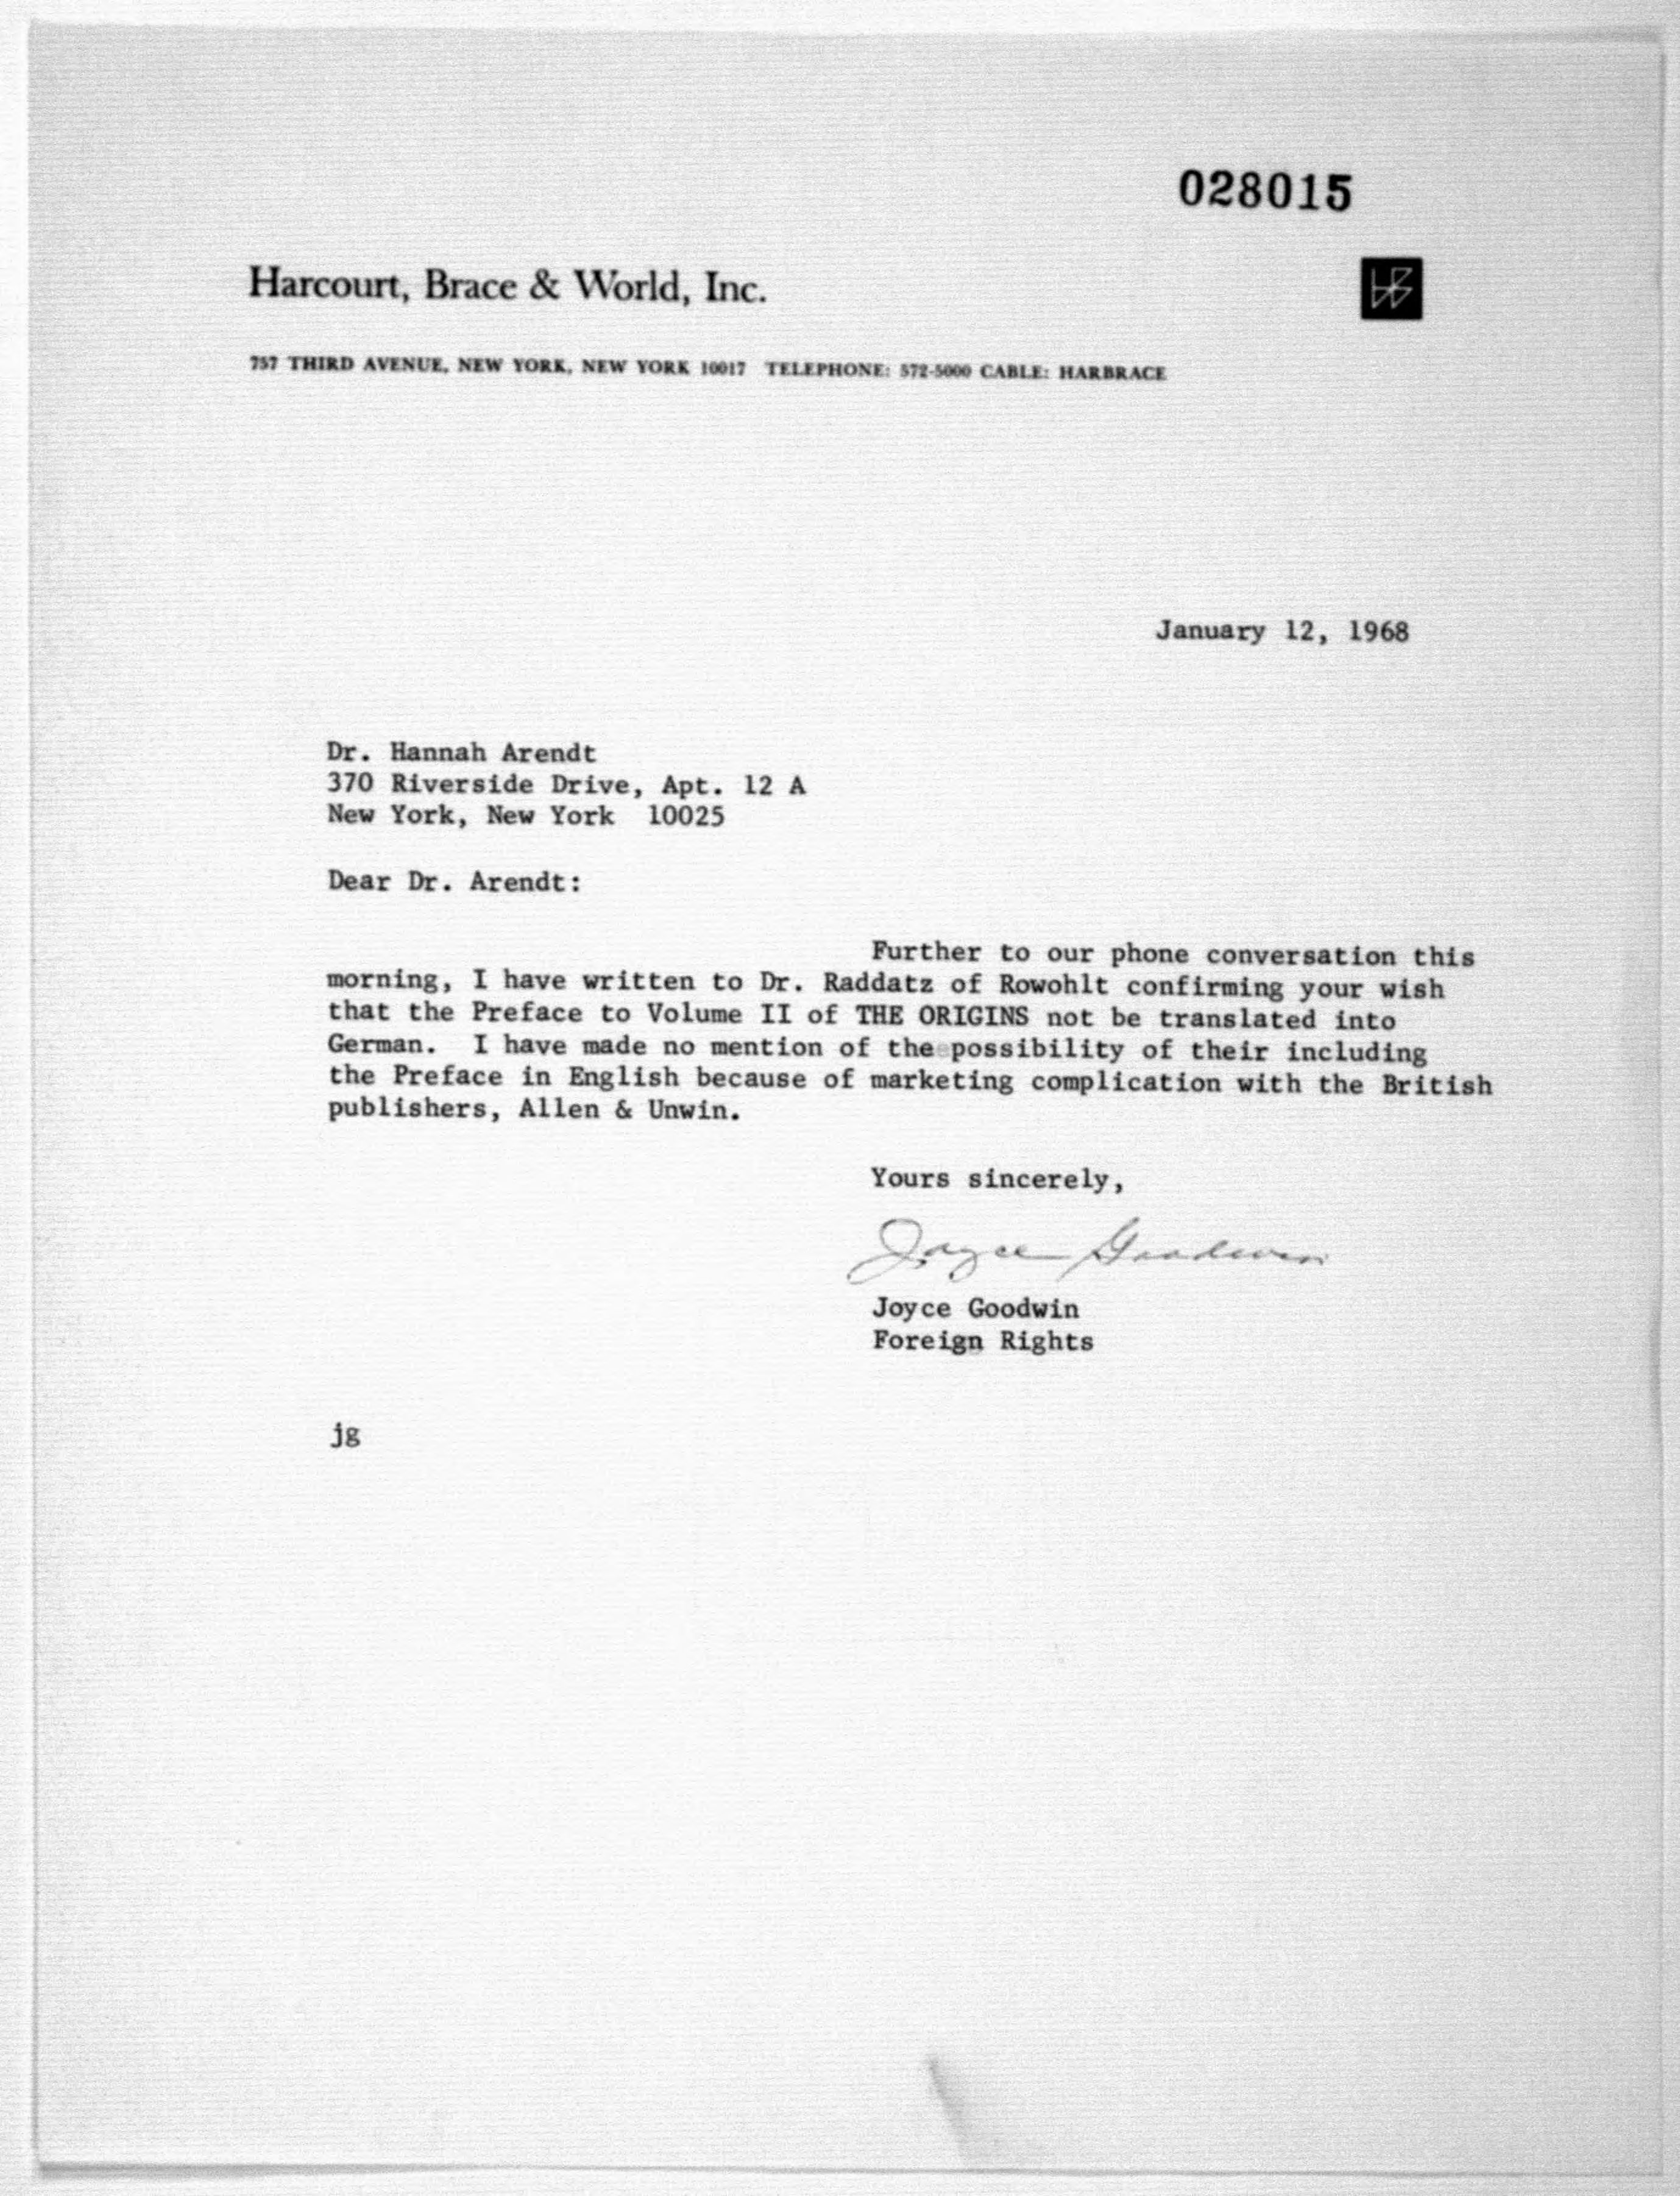 028015
Harcourt, Brace & World, Inc.
757 THIRD AVENUE, NEW YORK, NEW YORK 10017 TELEPHONE: 572-5000 CABLE: HARBRACE
January 12, 1968
Dr. Hannah Arendt
370 Riverside Drive, Apt. 12 A
New York, New York 10025
Dear Dr. Arendt:
Further to our phone conversation this
morning, I have written to Dr. Raddatz of Rowohlt confirming your wish
that the Preface to Volume II of THE ORIGINS not be translated into
German. I have made no mention of the possibility of their including
the Preface in English because of marketing complication with the British
publishers, Allen & Unwin.
Yours sincerely,
Joyce Goodwin
Joyce Goodwin
Foreign Rights
jg